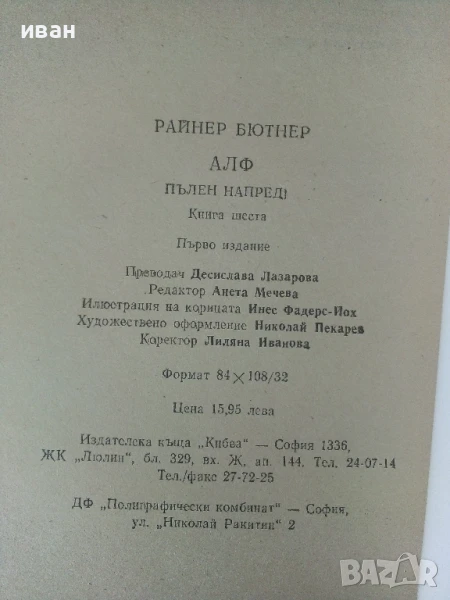 иван
РАЙНЕР БЮТНЕР
АЛФ
ПЪЛЕН НАПРЕД!
Книга шеста
Първо издание
Преводач Десислава Лазарова
Редактор Анета Мечева
Илюстрация на корицата Инес Фадерс-Йох
Художествено оформление Николай Пекарев
Коректор Лиляна Иванова
Формат 84×108/32
Цена 15,95 лева
Издателска къща „Кибеа" — София 1336,
ЖК „Люлин", бл. 329, вх. Ж, ап. 144. Тел. 24-07-14
Тел./факс 27-72-25
ДФ „Полиграфически комбинат" — София,
ул. „Николай Ракитин" 2
BAZAR
.bg